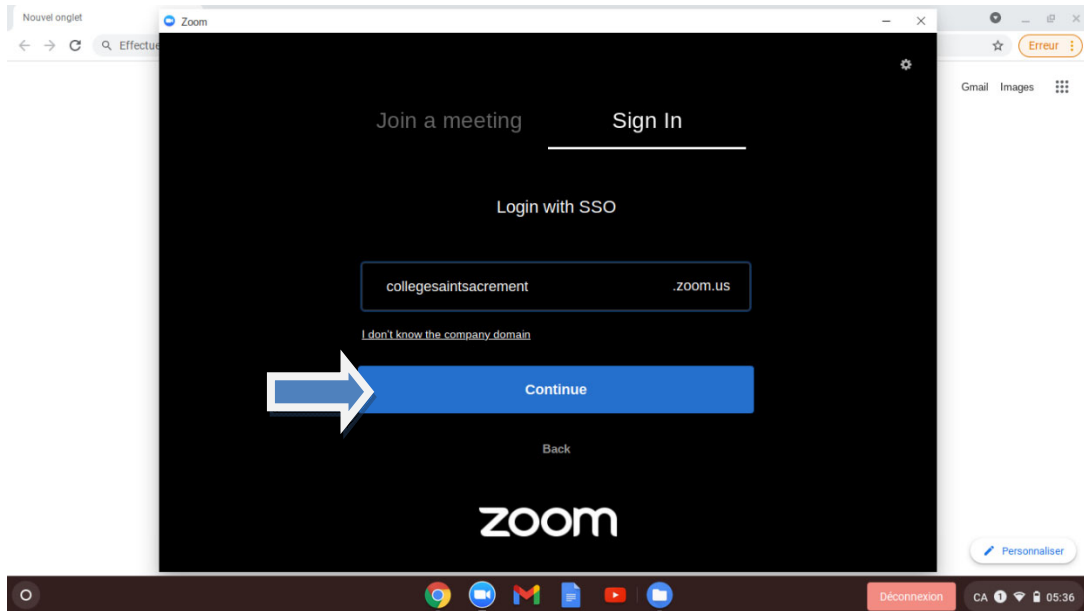 Nouvel onglet
Zoom
Effectue
Erreur
Gmail Images
Join a meeting Sign In
Login with SSO
collegesaintsacrement .zoom.us
I don't know the company domain
Continue
Back
zoom
Personnaliser
Déconnexion CA 1 05:36